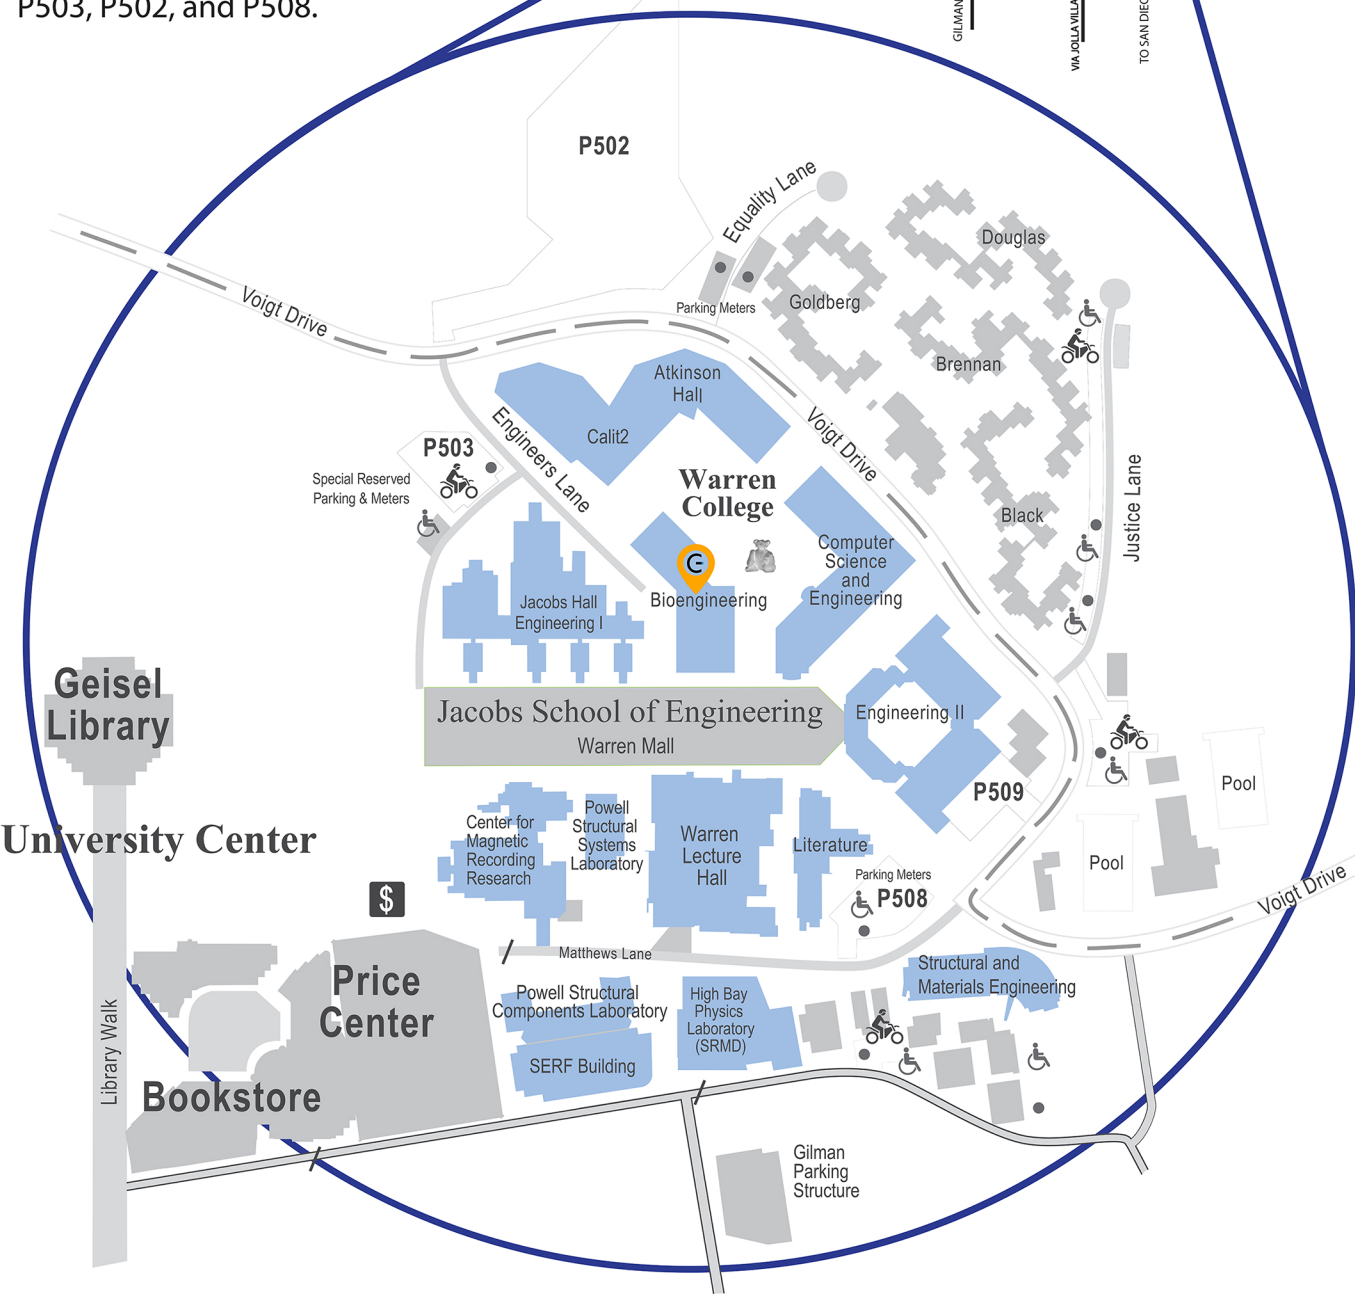 P503, P502, and P508.
GILMAN
VIA JOLLA VILLA
TO SAN DIEG
P502
Equality Lane
Douglas
Goldberg
Parking Meters
Voigt Drive
Brennan
Atkinson
Hall
Calit2
Engineers Lane
Voigt Drive
P503
Special Reserved
Parking & Meters
Warren
College
Justice Lane
Black
Computer
Science
and
Engineering
Bioengineering
Jacobs Hall
Engineering I
Geisel
Library
Jacobs School of Engineering
Warren Mall
Engineering II
P509
Pool
Pool
University Center
Center for
Magnetic
Recording
Research
Powell
Structural
Systems
Laboratory
Warren
Lecture
Hall
Literature
Parking Meters
P508
$
Voigt Drive
Matthews Lane
Price
Center
Library Walk
Bookstore
Powell Structural
Components Laboratory
SERF Building
High Bay
Physics
Laboratory
(SRMD)
Structural and
Materials Engineering
Gilman
Parking
Structure